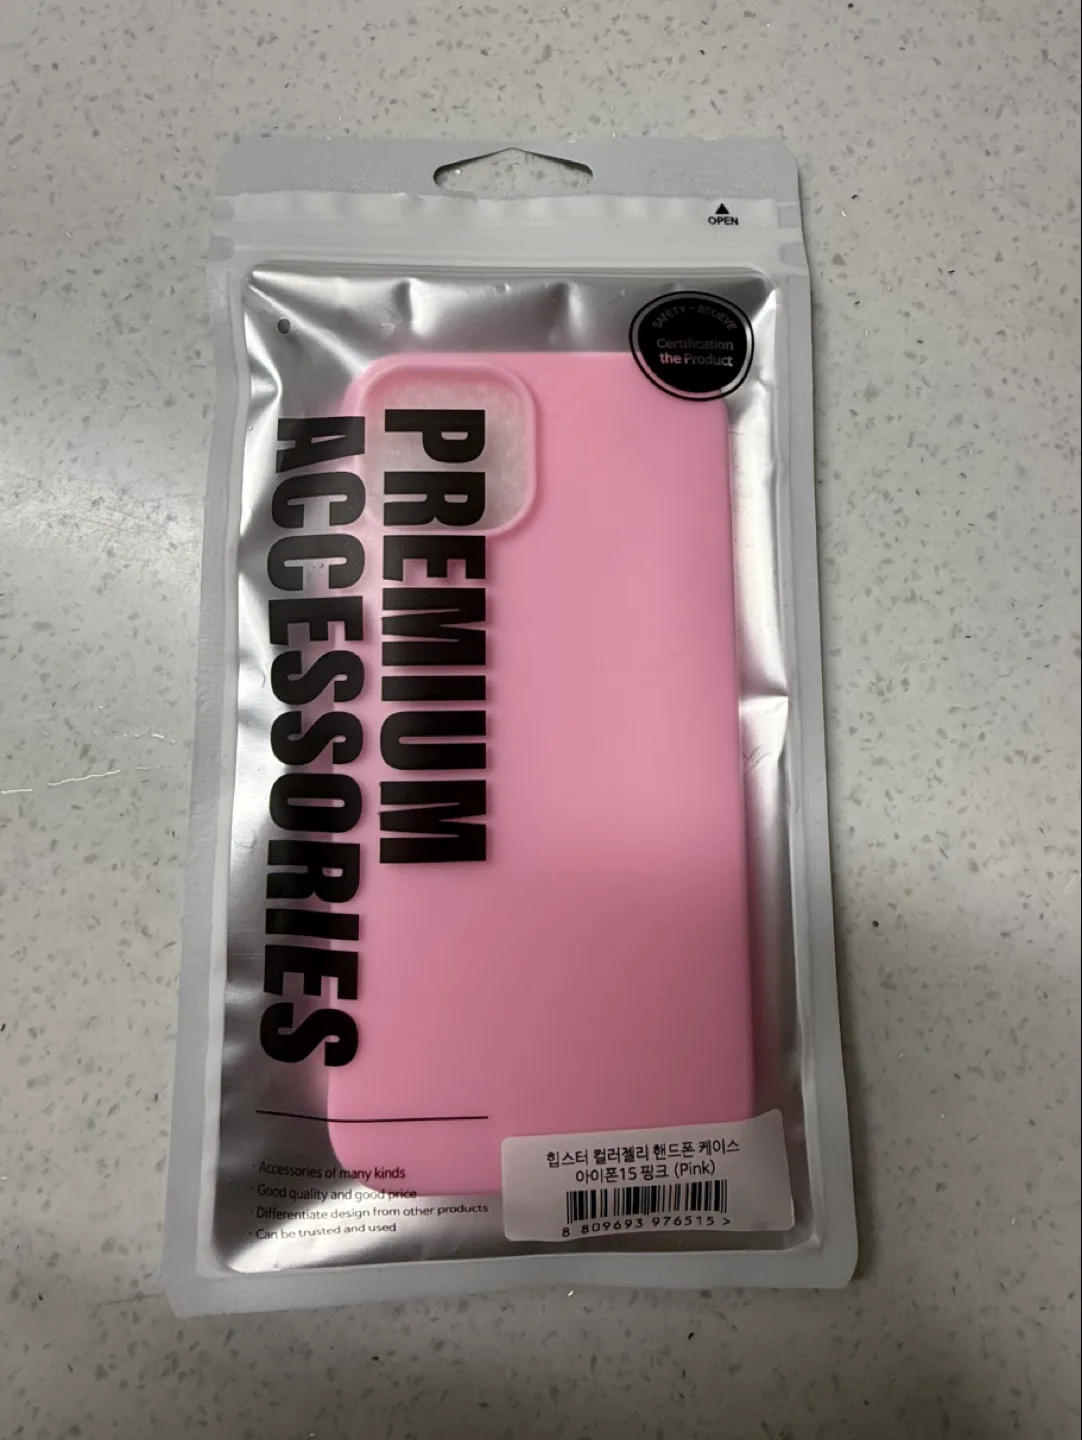 OPEN
SAFETY - BELIEVE
Certification
the Product
PREMIUM
ACCESSORIES
· Accessories of many kinds
· Good quality and good price
· Differentiate design from other products
· Can be trusted and used
힙스터 컬러젤리 핸드폰 케이스
아이폰15 핑크 (Pink)
8 809693 976515 >